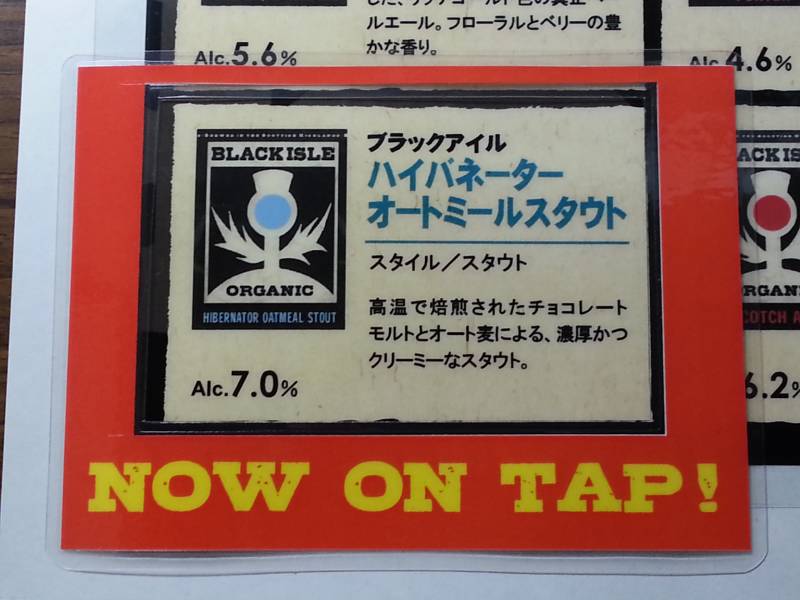 ルエール。フローラルとベリーの豊
かな香り。
Alc.5.6%
Alc.4.6%
BREWED IN THE SCOTTISH HIGHLANDS
BLACK ISLE
ORGANIC
HIBERNATOR OATMEAL STOUT
ブラックアイル
ハイバネーター
オートミールスタウト
スタイル／スタウト
高温で焙煎されたチョコレート
モルトとオート麦による、濃厚かつ
クリーミーなスタウト。
Alc.7.0%
6.2%
NOW ON TAP!